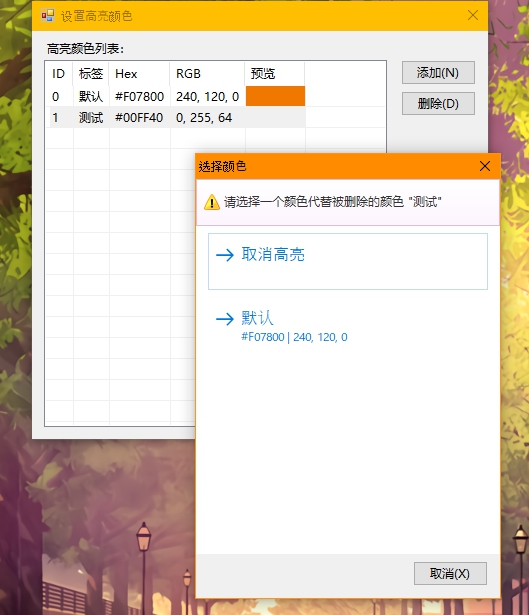 设置高亮颜色
高亮颜色列表:
ID 标签 Hex RGB 预览
0 默认 #F07800 240, 120, 0
1 测试 #00FF40 0, 255, 64
添加(N)
删除(D)
选择颜色
请选择一个颜色代替被删除的颜色 "测试"
取消高亮
默认
#F07800 | 240, 120, 0
取消(X)